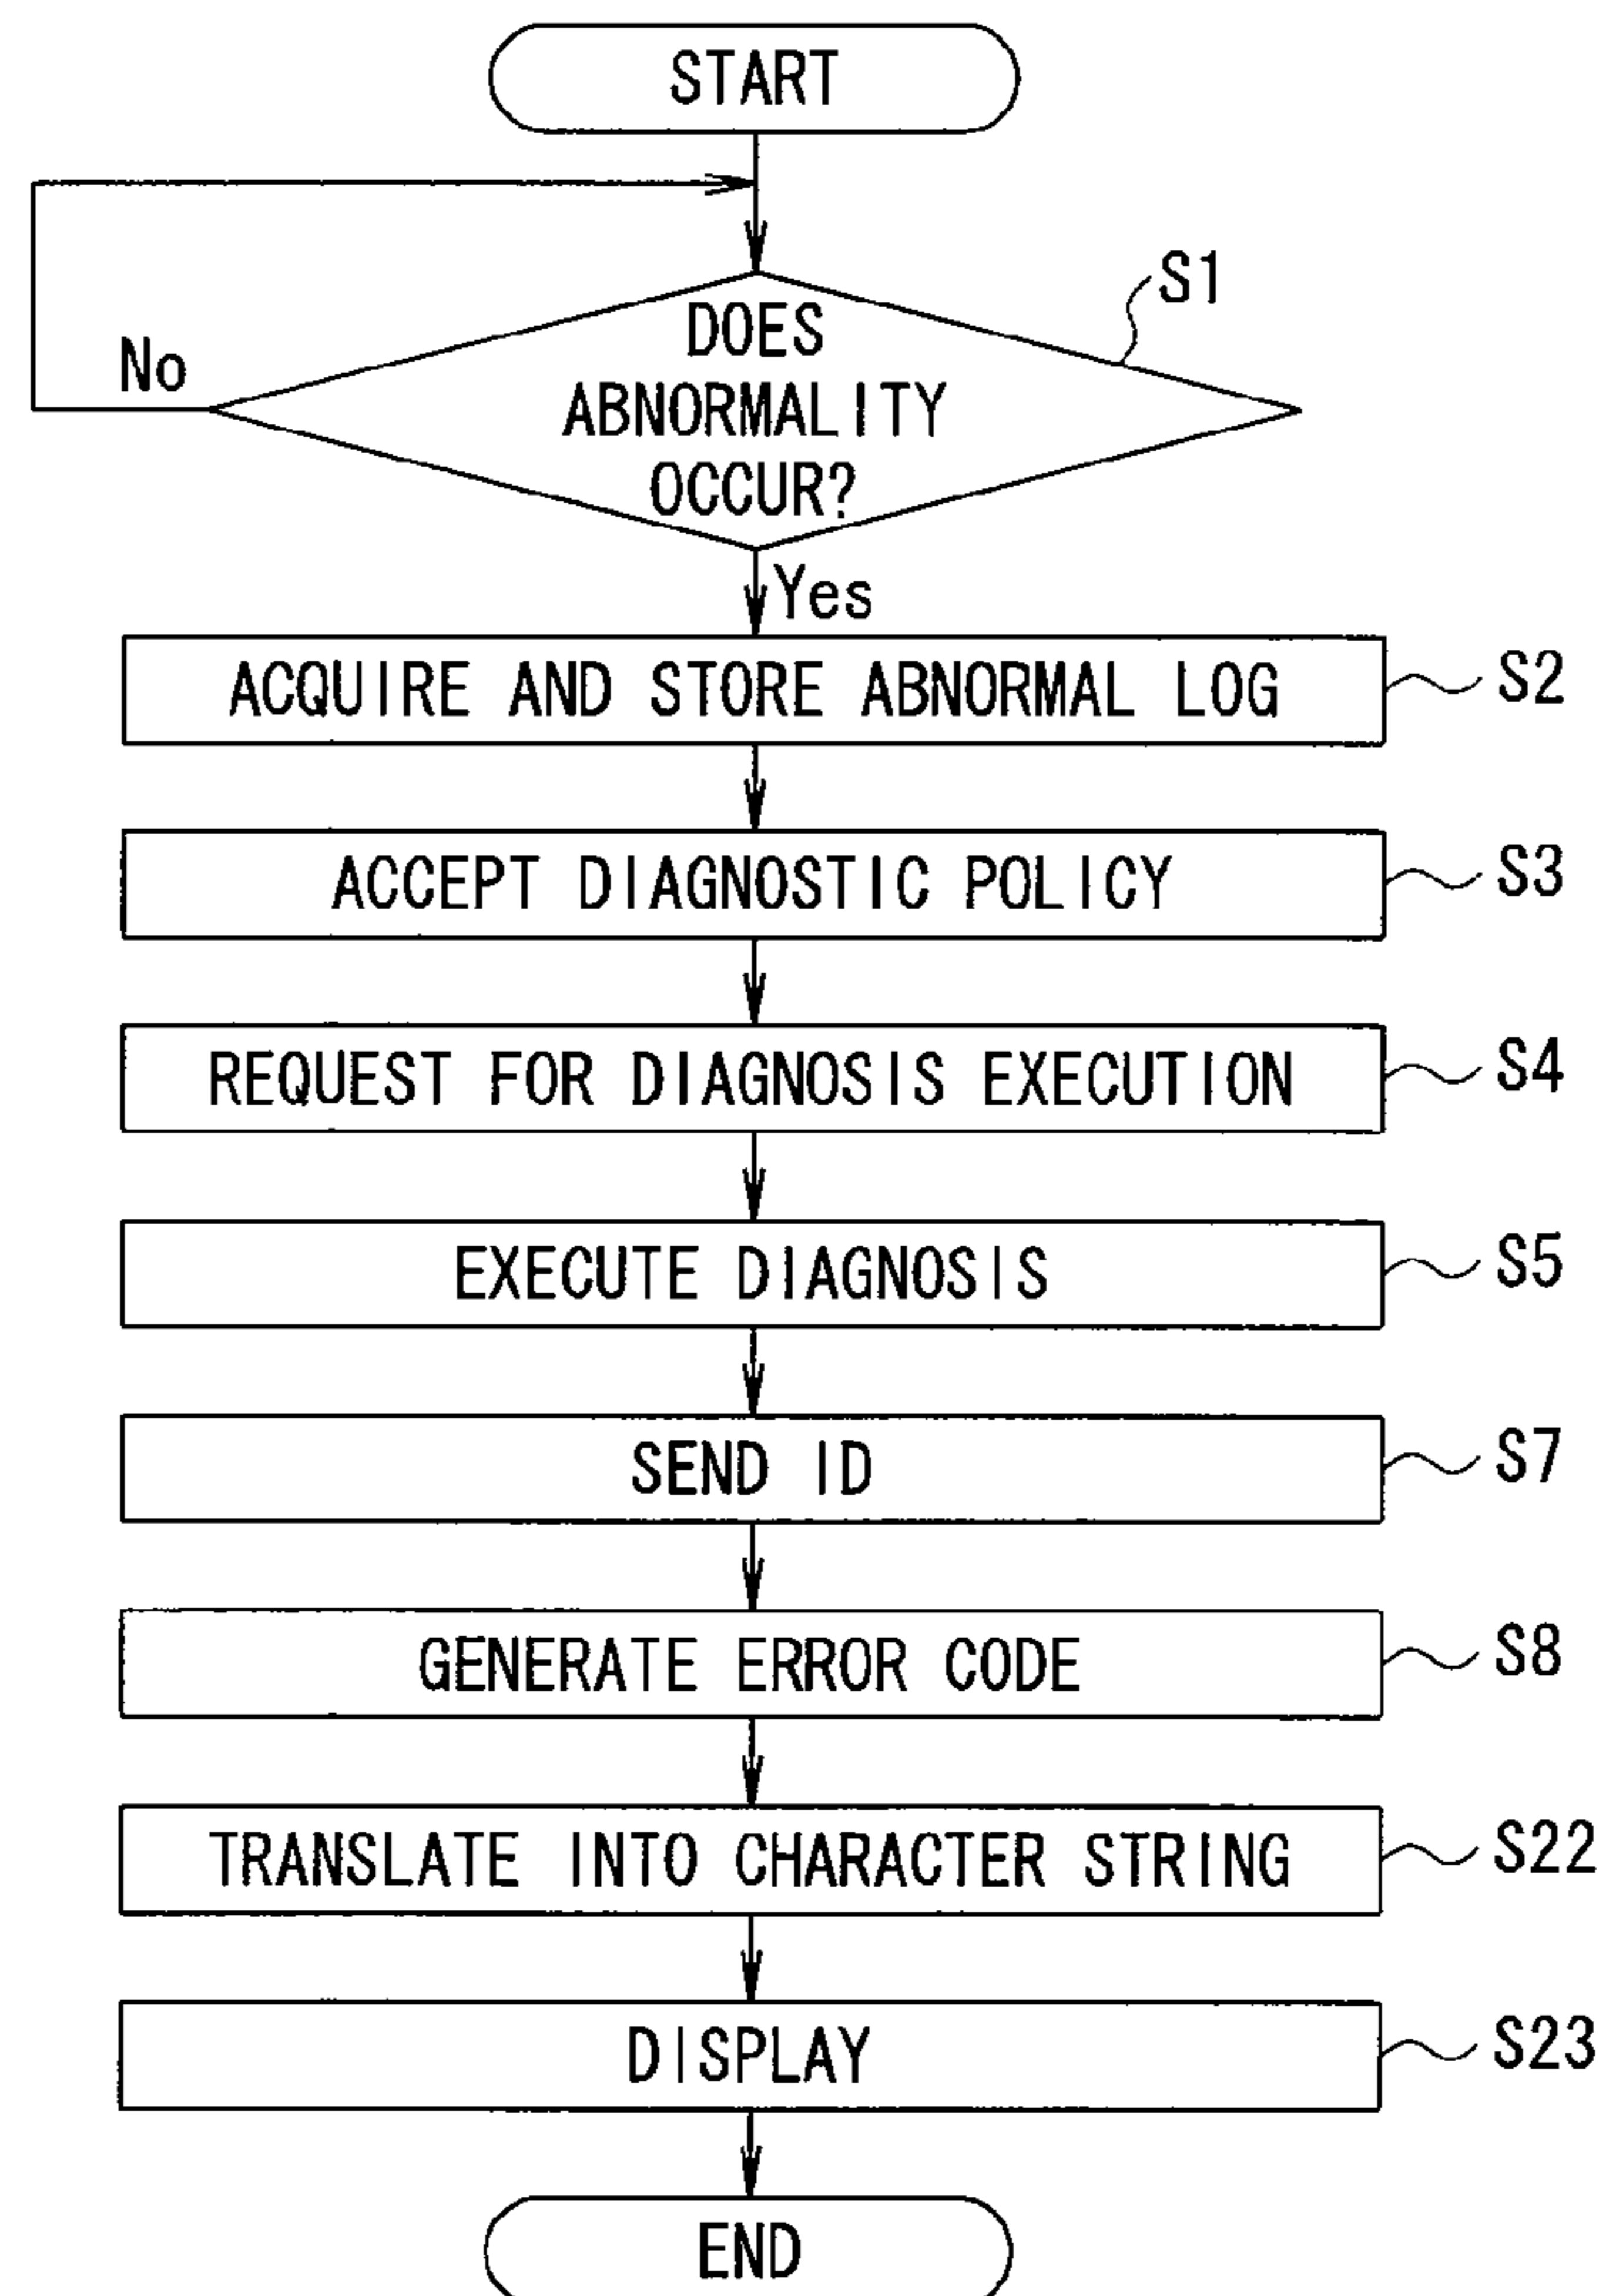 START
S1
DOES
ABNORMALITY
OCCUR?
No
Yes
ACQUIRE AND STORE ABNORMAL LOG S2
ACCEPT DIAGNOSTIC POLICY S3
REQUEST FOR DIAGNOSIS EXECUTION S4
EXECUTE DIAGNOSIS S5
SEND ID S7
GENERATE ERROR CODE S8
TRANSLATE INTO CHARACTER STRING S22
DISPLAY S23
END